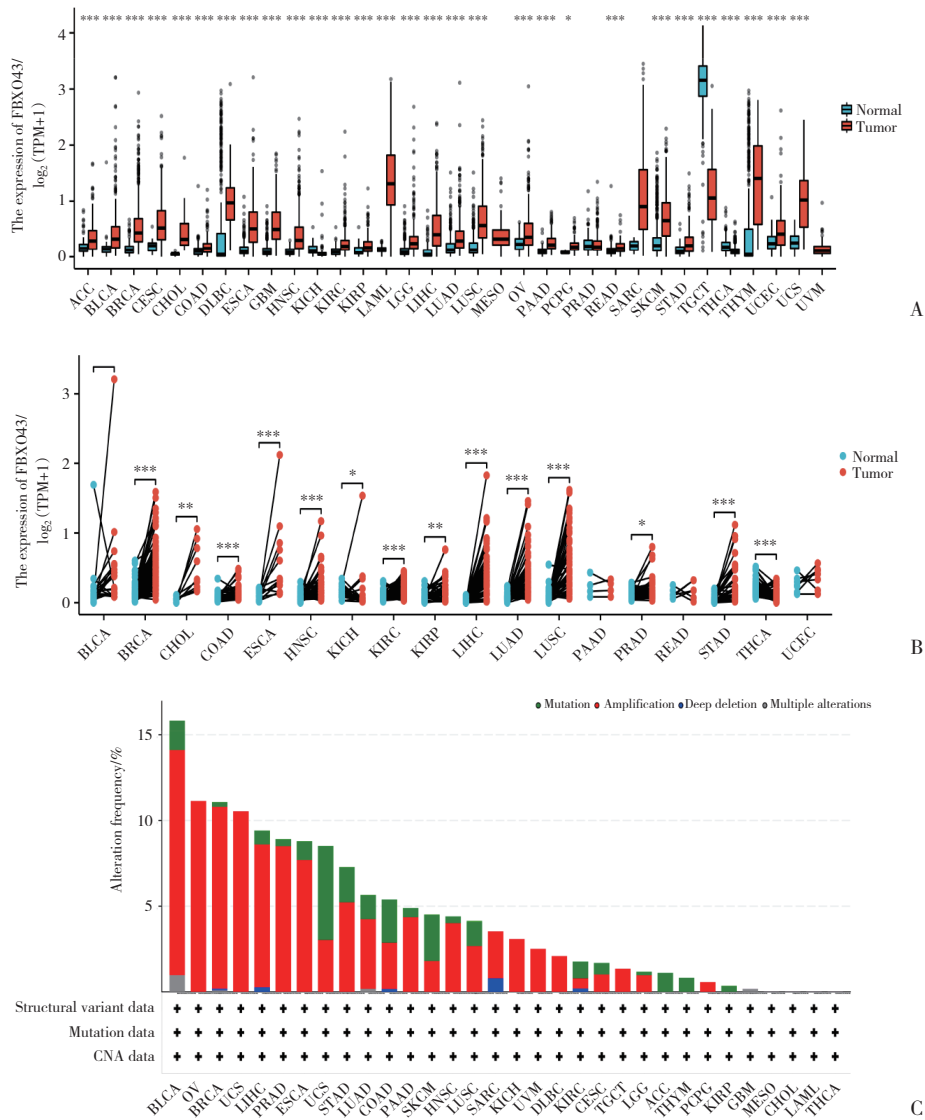 *** *** *** *** *** *** *** *** *** *** *** *** *** *** *** *** *** *** *** *** * *** *** *** *** *** *** *** ***
The expression of FBXO43/
log₂(TPM+1)
4
3
2
1
0
Normal
Tumor
ACC BLCA BRCA CESC CHOL COAD DLBC ESCA GBM HNSC KICH KIRC KIRP LAML LGG LIHC LUAD LUSC MESO OV PAAD PCPG PRAD READ SARC SKCM STAD TGCT THCA THYM UCEC UCS UVM
A
The expression of FBXO43/
log₂(TPM+1)
3
2
1
0
*** ** *** *** *** * *** ** *** *** *** * *** ***
Normal
Tumor
BLCA BRCA CHOL COAD ESCA HNSC KICH KIRC KIRP LIHC LUAD LUSC PAAD PRAD READ STAD THCA UCEC
B
Mutation Amplification Deep deletion Multiple alterations
Alteration frequency/%
15
10
5
Structural variant data + + + + + + + + + + + + + + + + + + + + + + + + + + + + + + + +
Mutation data + + + + + + + + + + + + + + + + + + + + + + + + + + + + + + + +
CNA data + + + + + + + + + + + + + + + + + + + + + + + + + + + + + + + +
BLCA OV BRCA UCS LIHC PRAD ESCA UCS STAD LUAD COAD PAAD SKCM HNSC LUSC SARC KICH UVM DLBC KIRC CESC TGCT LGG ACC THYM PCPG KIRP GBM MESO CHOL LAML THCA
C